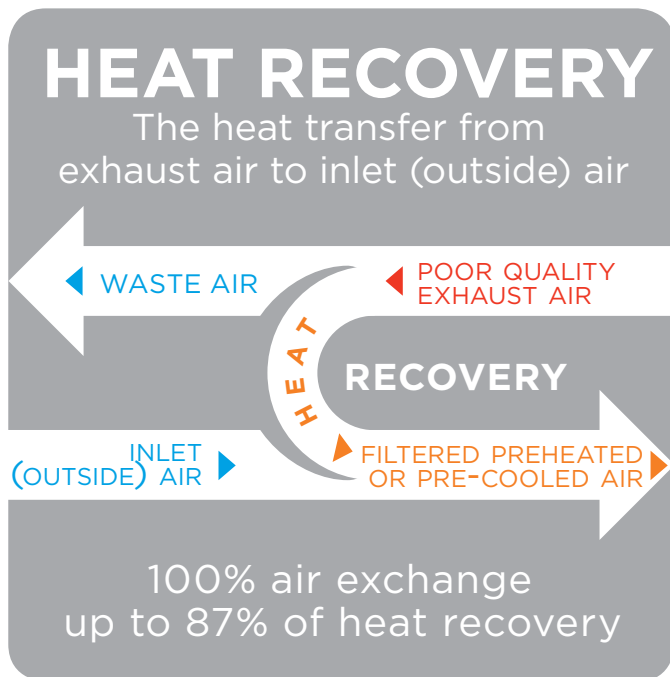 HEAT RECOVERY
The heat transfer from
exhaust air to inlet (outside) air
WASTE AIR
POOR QUALITY
EXHAUST AIR
HEAT
RECOVERY
INLET
(OUTSIDE) AIR
FILTERED PREHEATED
OR PRE-COOLED AIR
100% air exchange
up to 87% of heat recovery